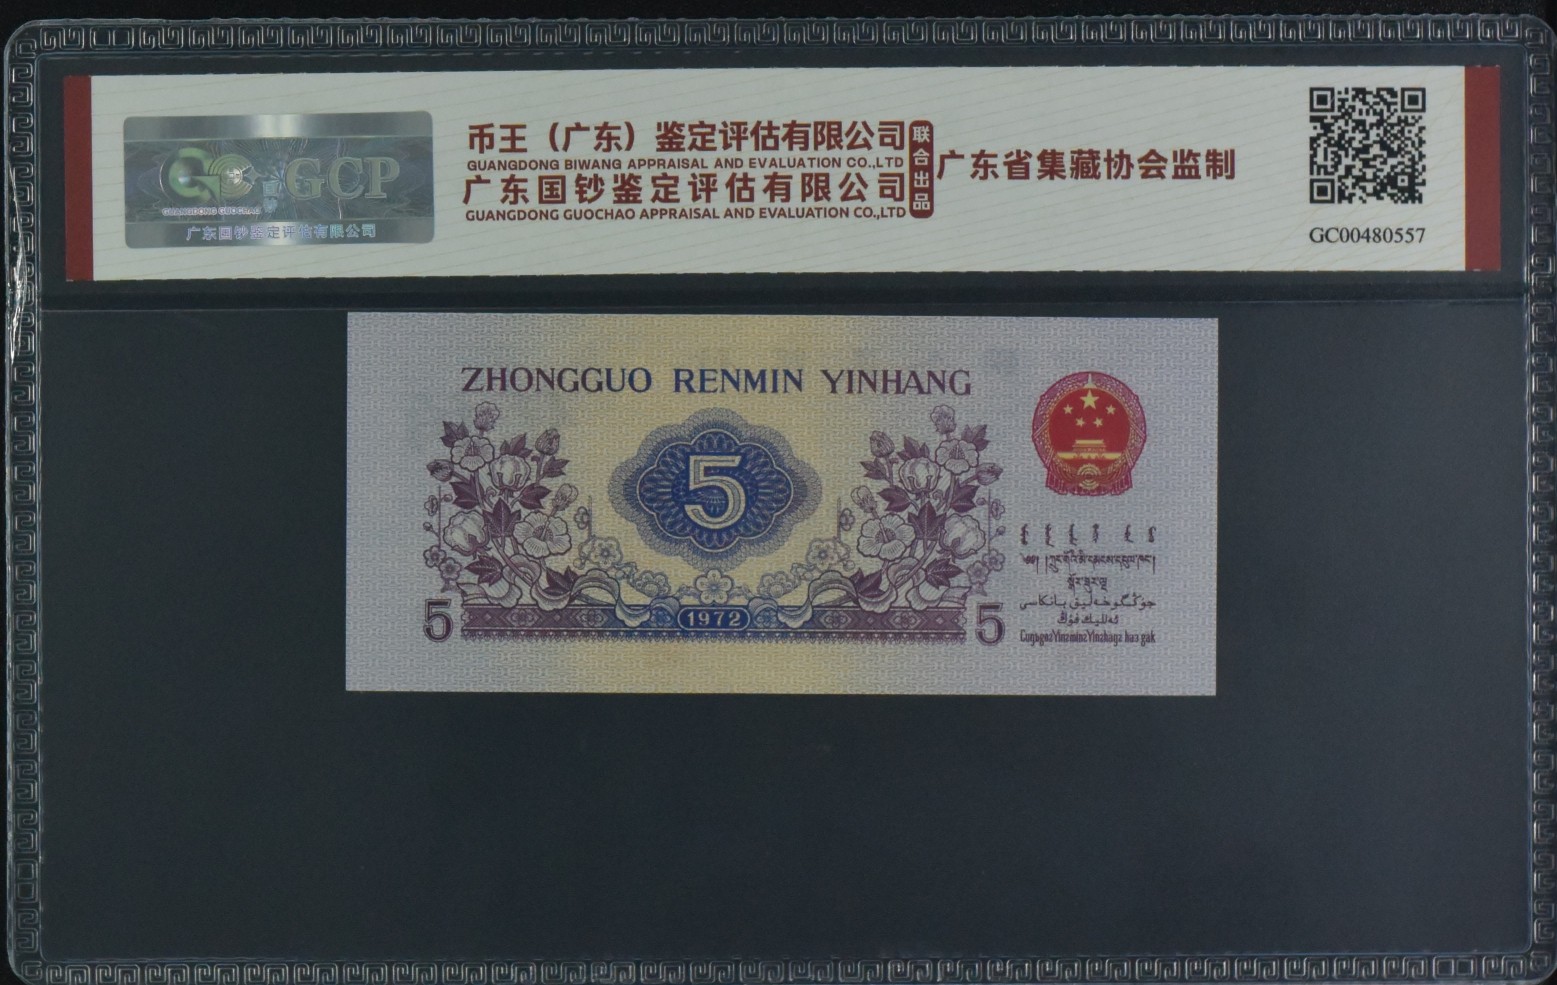 GCP
GUANGDONG GUOCHAO
广东国钞鉴定评估有限公司
币王（广东）鉴定评估有限公司
GUANGDONG BIWANG APPRAISAL AND EVALUATION CO.,LTD
广东国钞鉴定评估有限公司
GUANGDONG GUOCHAO APPRAISAL AND EVALUATION CO.,LTD
联合出品
广东省集藏协会监制
GC00480557
ZHONGGUO RENMIN YINHANG
5
5
1972
5